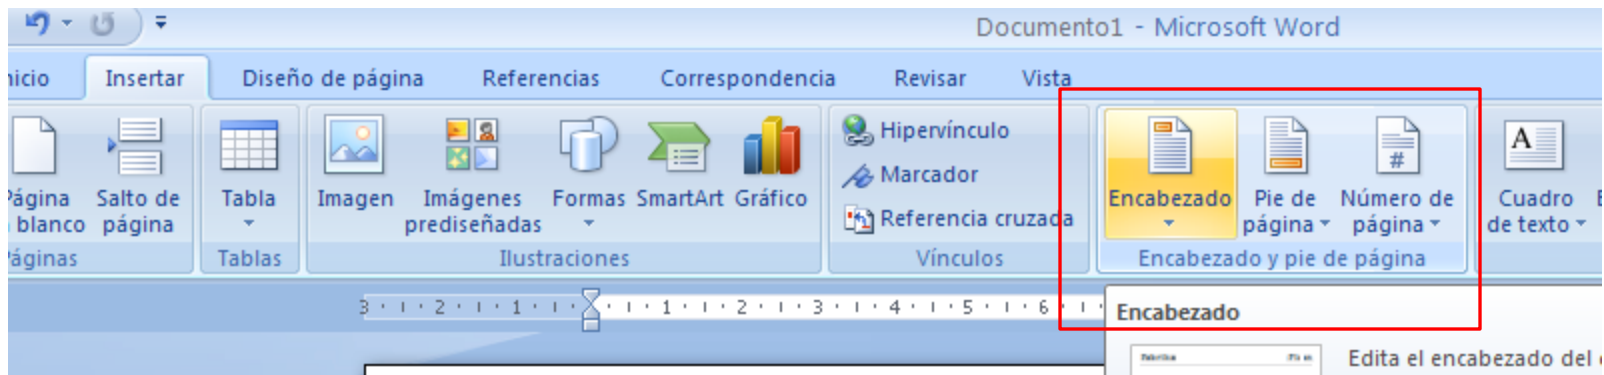 Documento1 - Microsoft Word
Insertar Diseño de página Referencias Correspondencia Revisar Vista
Hipervínculo
Marcador
Referencia cruzada
Salto de página
Tabla
Imagen
Imágenes prediseñadas
Formas
SmartArt
Gráfico
Encabezado
Pie de página
Número de página
#
A
Cuadro de texto
blanco
Tablas
Ilustraciones
Vínculos
Encabezado y pie de página
3 2 1 1 2 3 4 5 6
Encabezado
Edita el encabezado del